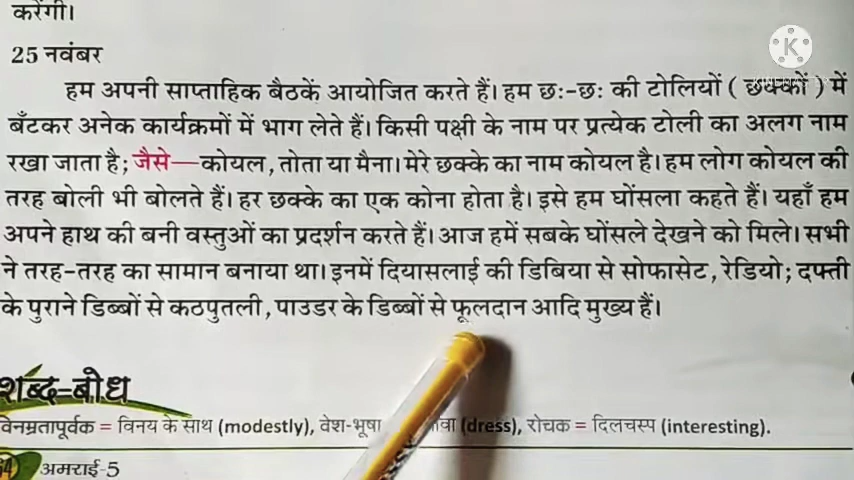 करेंगी।
25 नवंबर
हम अपनी साप्ताहिक बैठकें आयोजित करते हैं। हम छः-छः की टोलियों ( छक्कों ) में
बँटकर अनेक कार्यक्रमों में भाग लेते हैं। किसी पक्षी के नाम पर प्रत्येक टोली का अलग नाम
रखा जाता है; जैसे—कोयल, तोता या मैना। मेरे छक्के का नाम कोयल है। हम लोग कोयल की
तरह बोली भी बोलते हैं। हर छक्के का एक कोना होता है। इसे हम घोंसला कहते हैं। यहाँ हम
अपने हाथ की बनी वस्तुओं का प्रदर्शन करते हैं। आज हमें सबके घोंसले देखने को मिले। सभी
ने तरह-तरह का सामान बनाया था। इनमें दियासलाई की डिबिया से सोफासेट, रेडियो; दफ्ती
के पुराने डिब्बों से कठपुतली, पाउडर के डिब्बों से फूलदान आदि मुख्य हैं।
शब्द-बोध
विनम्रतापूर्वक = विनय के साथ (modestly), वेश-भूषा (dress), रोचक = दिलचस्प (interesting).
64 अमराई-5
KINEMASTER